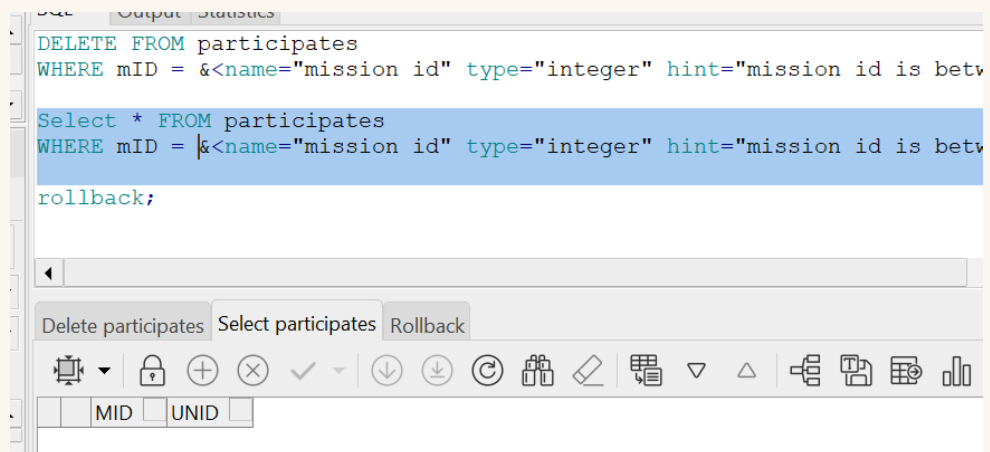 SQL Output Statistics
DELETE FROM participates
WHERE mID = &<name="mission id" type="integer" hint="mission id is betw
Select * FROM participates
WHERE mID = &<name="mission id" type="integer" hint="mission id is betw
rollback;
Delete participates Select participates Rollback
MID UNID